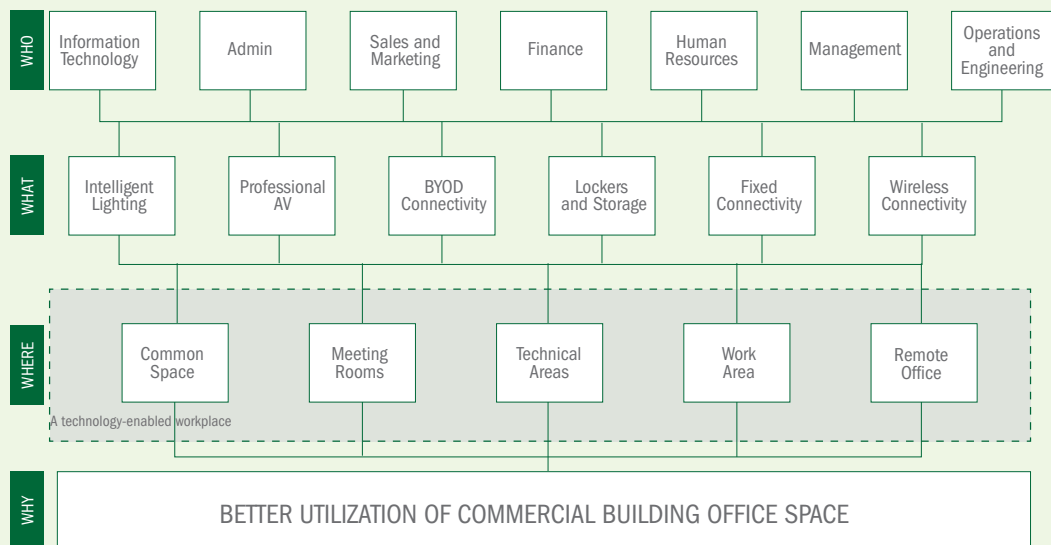 WHO
Information
Technology
Admin
Sales and
Marketing
Finance
Human
Resources
Management
Operations
and
Engineering
WHAT
Intelligent
Lighting
Professional
AV
BYOD
Connectivity
Lockers
and Storage
Fixed
Connectivity
Wireless
Connectivity
WHERE
Common
Space
Meeting
Rooms
Technical
Areas
Work
Area
Remote
Office
A technology-enabled workplace
WHY
BETTER UTILIZATION OF COMMERCIAL BUILDING OFFICE SPACE